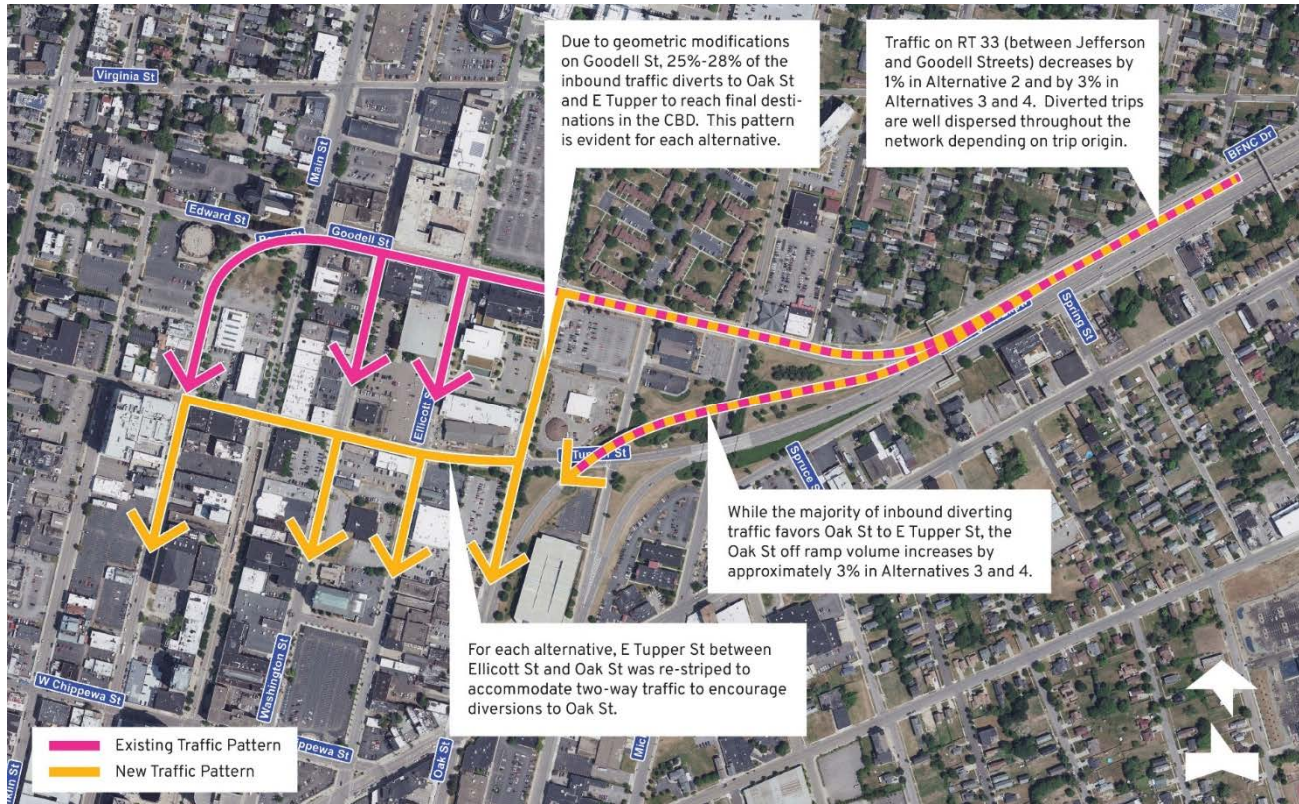 Due to geometric modifications
on Goodell St, 25%-28% of the
inbound traffic diverts to Oak St
and E Tupper to reach final desti-
nations in the CBD. This pattern
is evident for each alternative.
Traffic on RT 33 (between Jefferson
and Goodell Streets) decreases by
1% in Alternative 2 and by 3% in
Alternatives 3 and 4. Diverted trips
are well dispersed throughout the
network depending on trip origin.
Virginia St
Main St
BFNC Dr
Edward St
Goodell St
Spring St
Ellicott S
Tupper St
Spruce S
While the majority of inbound diverting
traffic favors Oak St to E Tupper St, the
Oak St off ramp volume increases by
approximately 3% in Alternatives 3 and 4.
For each alternative, E Tupper St between
Ellicott St and Oak St was re-striped to
accommodate two-way traffic to encourage
diversions to Oak St.
W Chippewa St
Washington St
ppewa St
Oak St
Mic
klin St
Existing Traffic Pattern
New Traffic Pattern